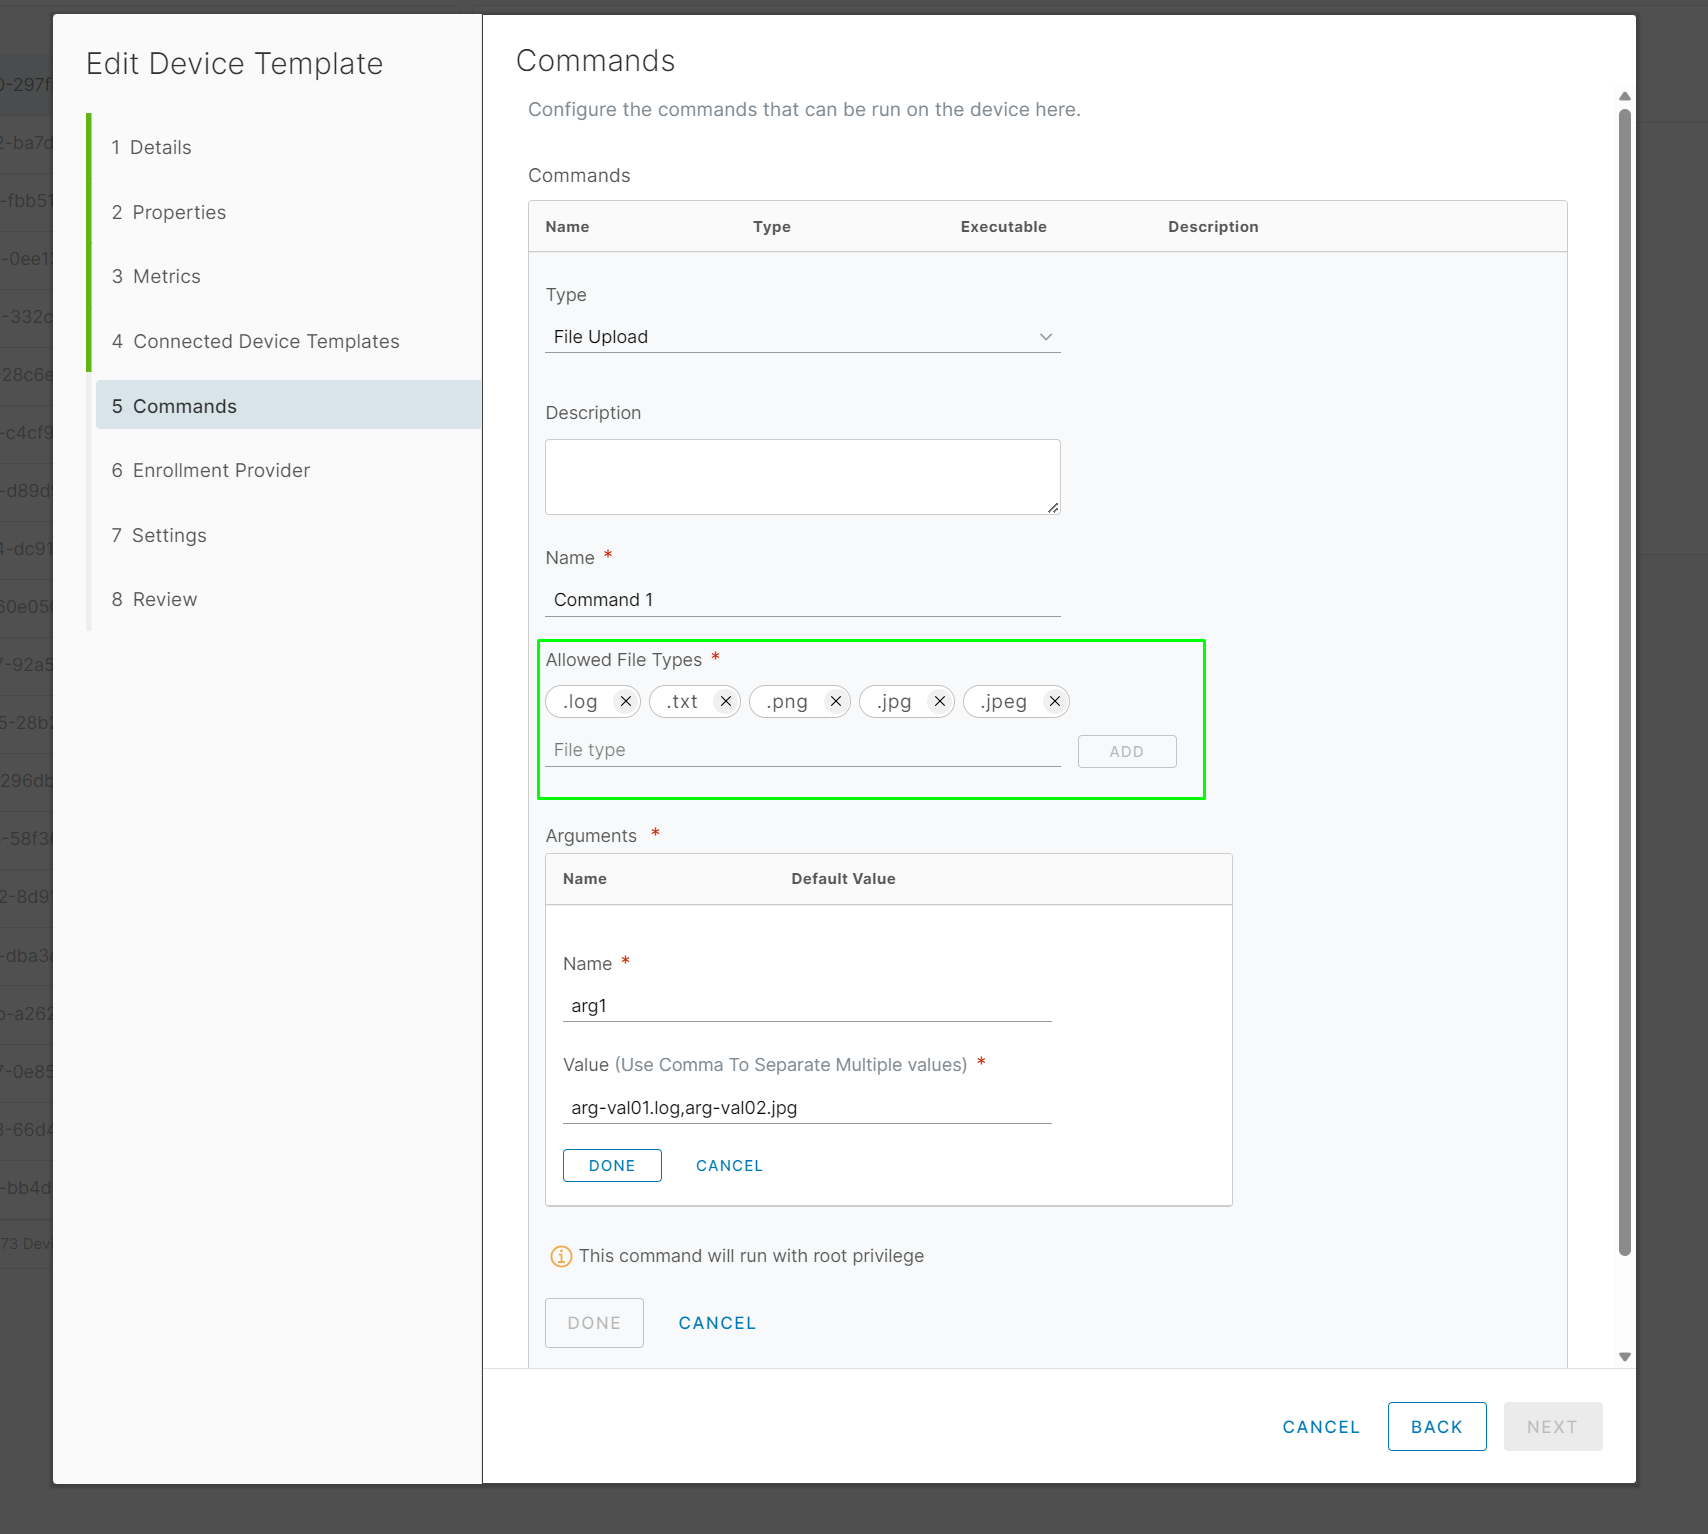 Edit Device Template
1 Details
2 Properties
3 Metrics
4 Connected Device Templates
5 Commands
6 Enrollment Provider
7 Settings
8 Review
Commands
Configure the commands that can be run on the device here.
Commands
Name Type Executable Description
Type
File Upload
Description
Name *
Command 1
Allowed File Types *
.log .txt .png .jpg .jpeg
File type ADD
Arguments *
Name Default Value
Name *
arg1
Value (Use Comma To Separate Multiple values) *
arg-val01.log,arg-val02.jpg
DONE CANCEL
This command will run with root privilege
DONE CANCEL
CANCEL BACK NEXT